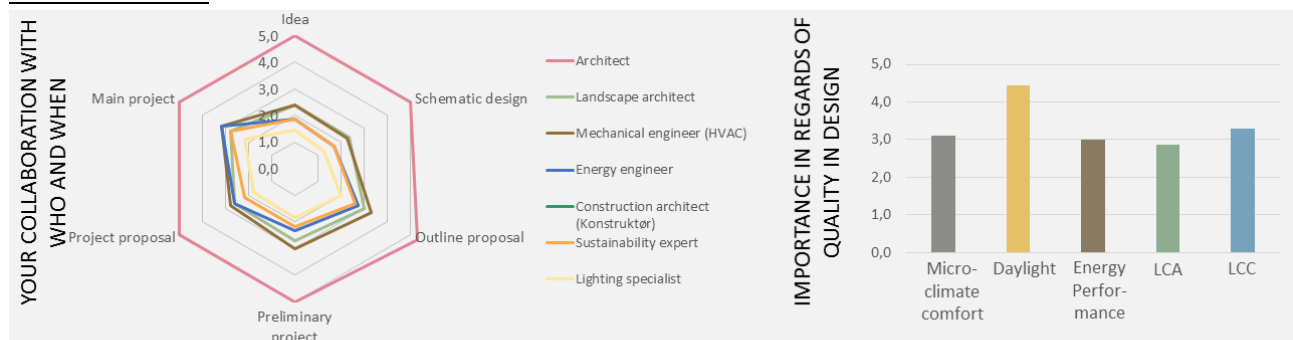 YOUR COLLABORATION WITH
WHO AND WHEN
Idea
5,0
4,0
3,0
2,0
1,0
0,0
Schematic design
Outline proposal
Preliminary
project
Project proposal
Main project
Architect
Landscape architect
Mechanical engineer (HVAC)
Energy engineer
Construction architect
(Konstruktør)
Sustainability expert
Lighting specialist
IMPORTANCE IN REGARDS OF
QUALITY IN DESIGN
5,0
4,0
3,0
2,0
1,0
0,0
Micro-
climate
comfort
Daylight
Energy
Perfor-
mance
LCA
LCC